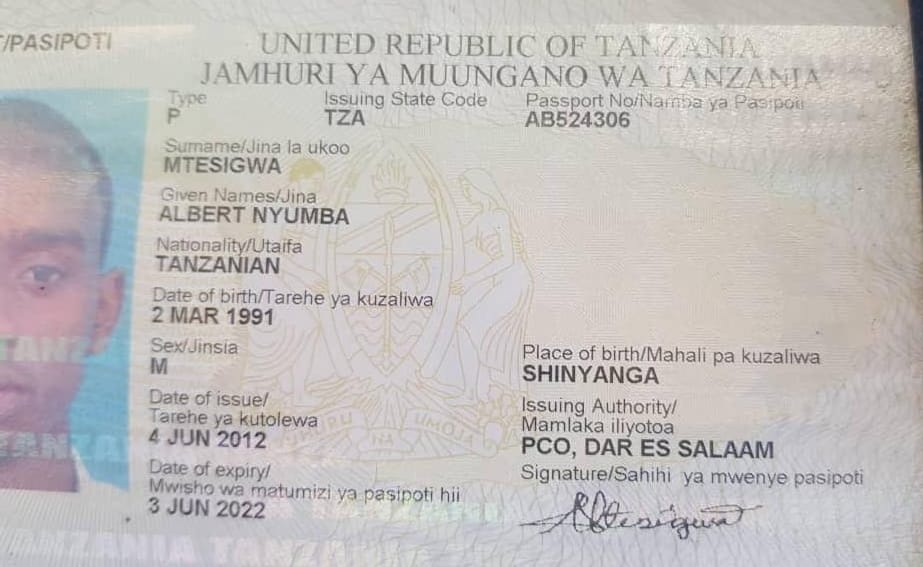 /PASIPOTI
UNITED REPUBLIC OF TANZANIA
JAMHURI YA MUUNGANO WA TANZANIA
Type
P
Issuing State Code
TZA
Passport No/Namba ya Pasipoti
AB524306
Surname/Jina la ukoo
MTESIGWA
Given Names/Jina
ALBERT NYUMBA
Nationality/Utaifa
TANZANIAN
Date of birth/Tarehe ya kuzaliwa
2 MAR 1991
Sex/Jinsia
M
Place of birth/Mahali pa kuzaliwa
SHINYANGA
Date of issue/
Tarehe ya kutolewa
4 JUN 2012
Issuing Authority/
Mamlaka iliyotoa
PCO, DAR ES SALAAM
Date of expiry/
Mwisho wa matumizi ya pasipoti hii
3 JUN 2022
Signature/Sahihi ya mwenye pasipoti
UHURU NA UMOJA
TANZANIA TANZANIA